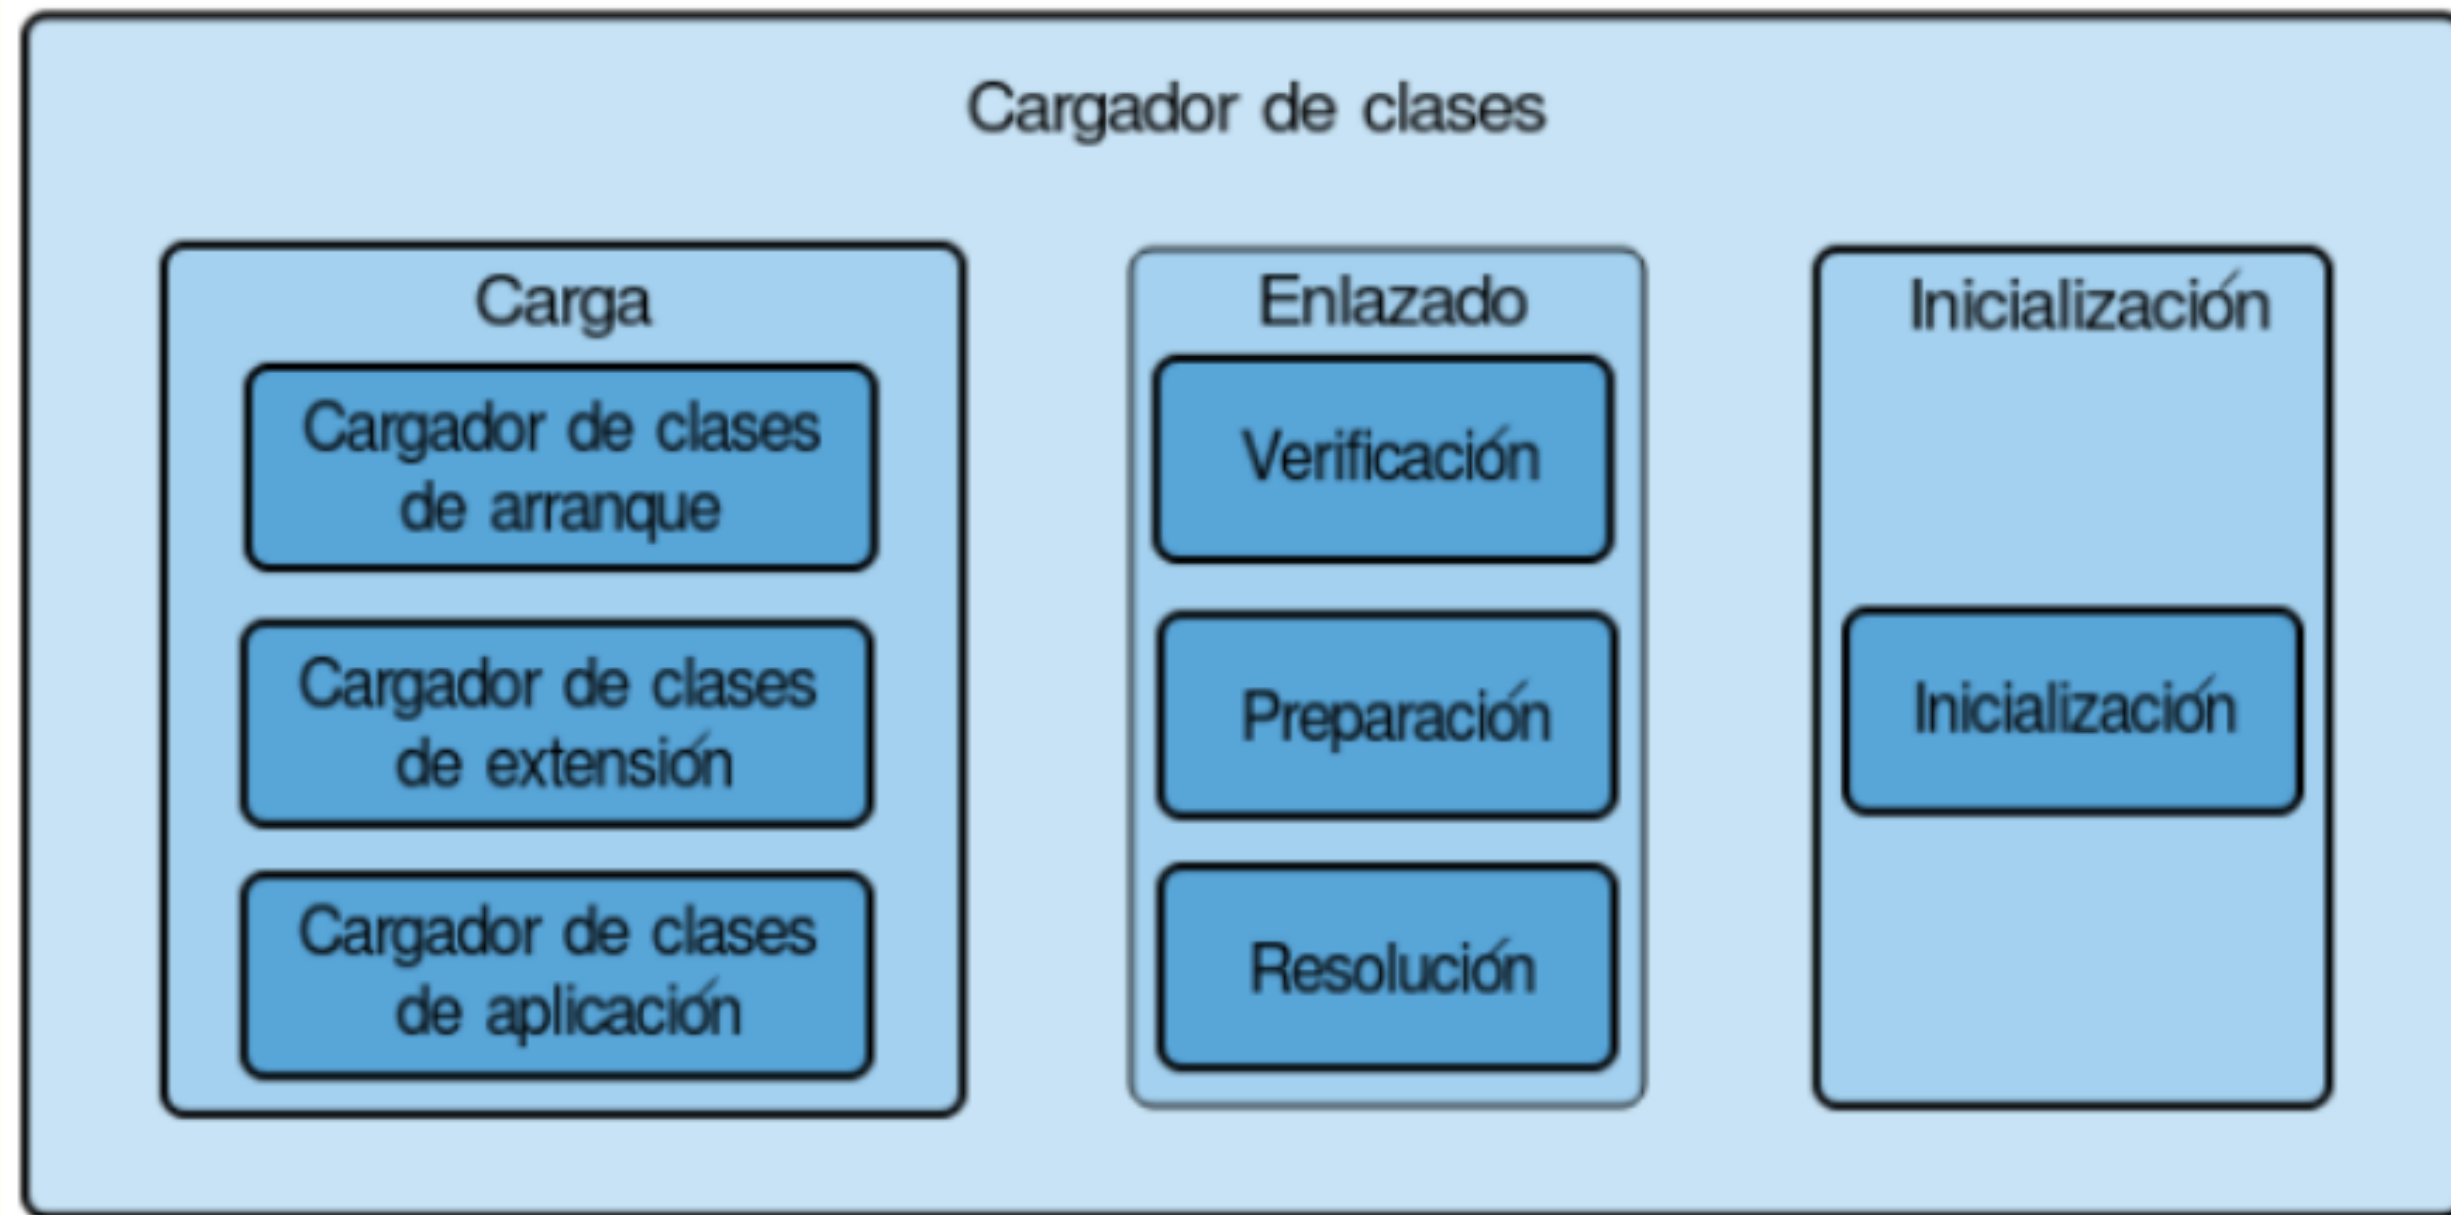 Cargador de clases
Carga
Cargador de clases
de arranque
Cargador de clases
de extensión
Cargador de clases
de aplicación
Enlazado
Verificación
Preparación
Resolución
Inicialización
Inicialización